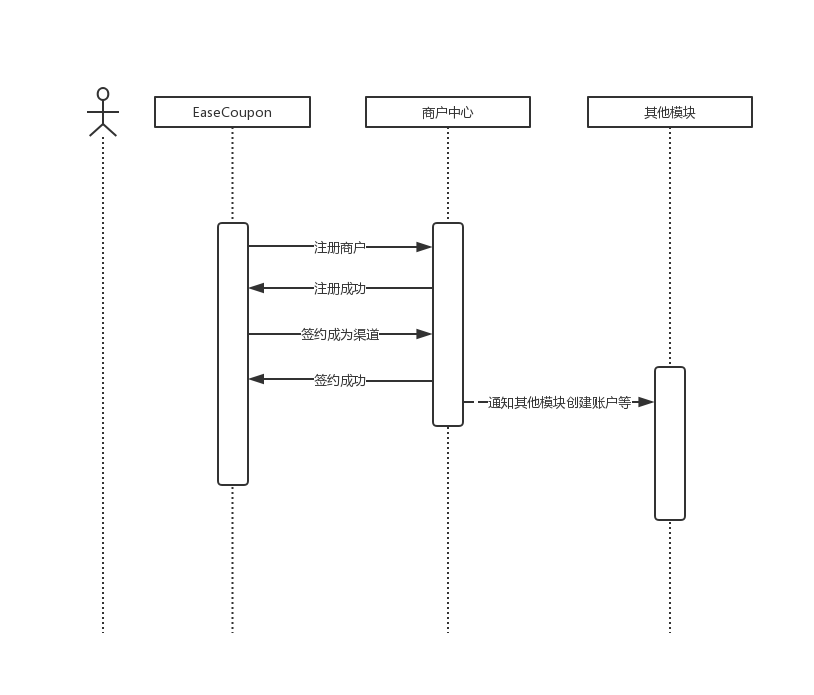 EaseCoupon
商户中心
其他模块
注册商户
注册成功
签约成为渠道
签约成功
通知其他模块创建账户等